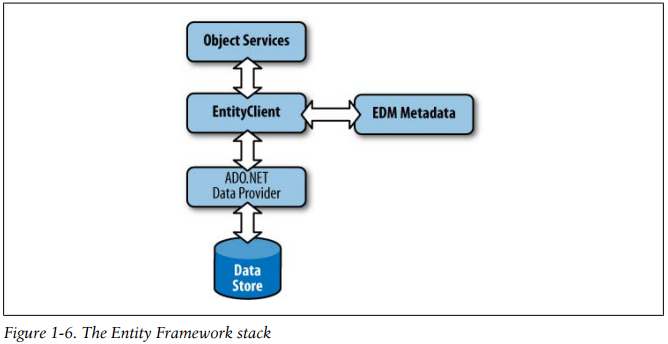 Object Services
EntityClient
EDM Metadata
ADO.NET
Data Provider
Data
Store
Figure 1-6. The Entity Framework stack